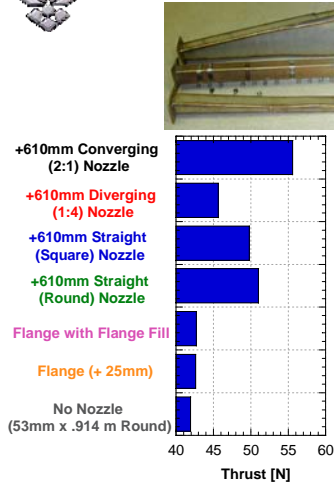 +610mm Converging
(2:1) Nozzle
+610mm Diverging
(1:4) Nozzle
+610mm Straight
(Square) Nozzle
+610mm Straight
(Round) Nozzle
Flange with Flange Fill
Flange (+ 25mm)
No Nozzle
(53mm x .914 m Round)
40 45 50 55 60
Thrust [N]